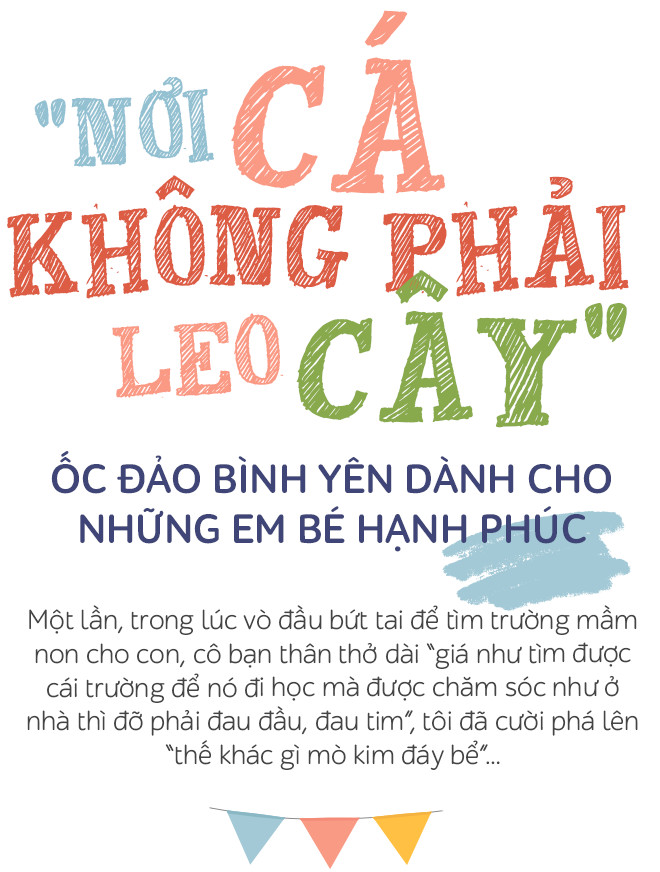 "NƠI CÁ
KHÔNG PHẢI
LEO CÂY"
ỐC ĐẢO BÌNH YÊN DÀNH CHO
NHỮNG EM BÉ HẠNH PHÚC
Một lần, trong lúc vò đầu bứt tai để tìm trường mầm
non cho con, cô bạn thân thở dài “giá như tìm được
cái trường để nó đi học mà được chăm sóc như ở
nhà thì đỡ phải đau đầu, đau tim”, tôi đã cười phá lên
“thế khác gì mò kim đáy bể”...